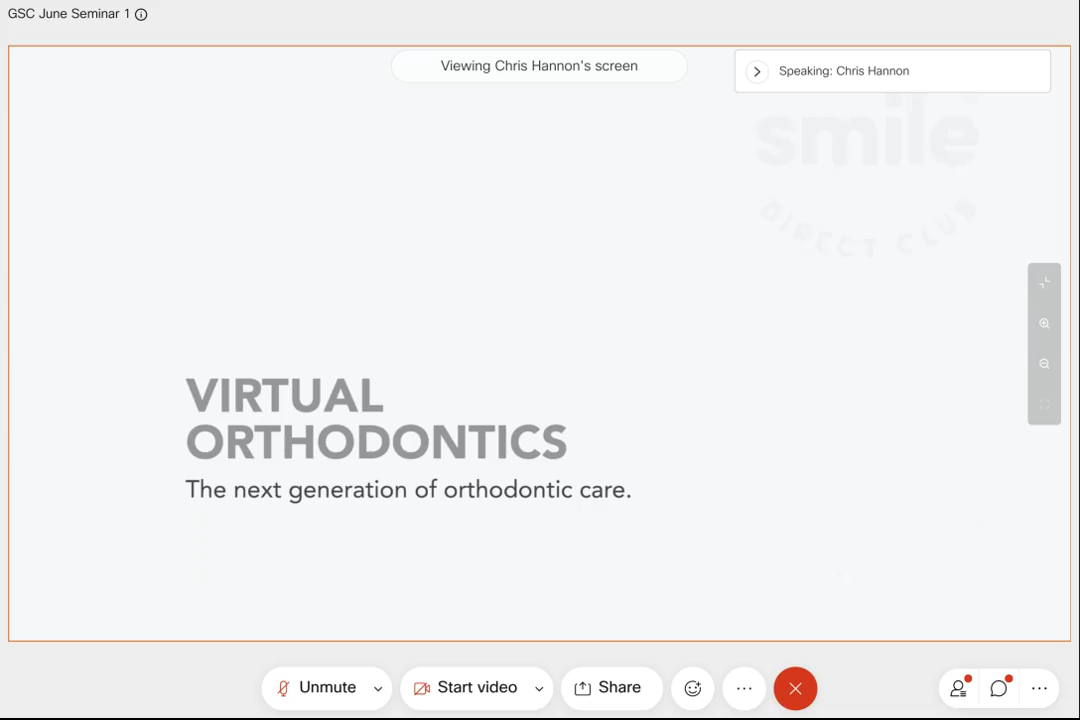 GSC June Seminar 1
Viewing Chris Hannon's screen
Speaking: Chris Hannon
smile
DIRECT CLUB
VIRTUAL
ORTHODONTICS
The next generation of orthodontic care.
Unmute
Start video
Share